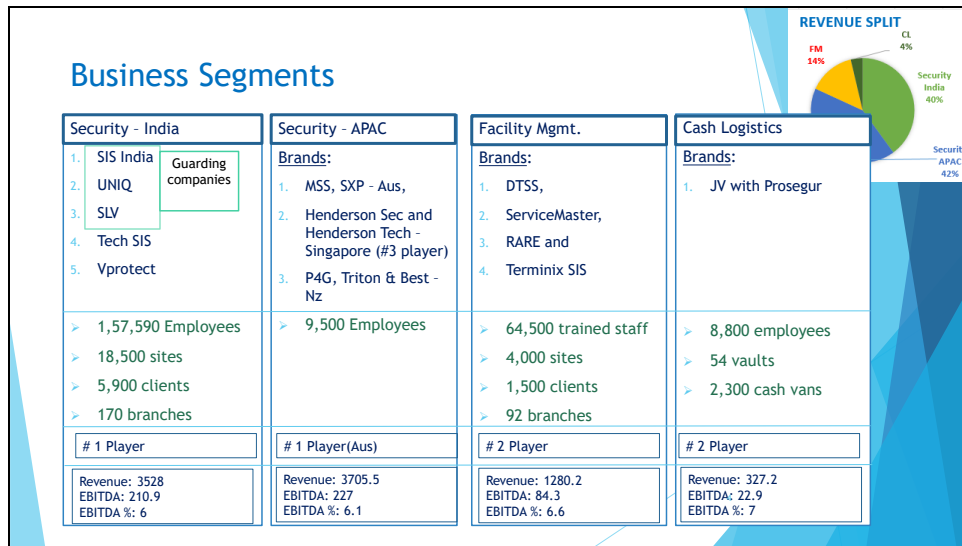 REVENUE SPLIT
CL
4%
FM
14%
Security
India
40%
Securit
APAC
42%
Business Segments
Security - India
1. SIS India
2. UNIQ
3. SLV
Guarding
companies
4. Tech SIS
5. Vprotect
1,57,590 Employees
18,500 sites
5,900 clients
170 branches
# 1 Player
Revenue: 3528
EBITDA: 210.9
EBITDA %: 6
Security - APAC
Brands:
1. MSS, SXP - Aus,
2. Henderson Sec and
Henderson Tech -
Singapore (#3 player)
3. P4G, Triton & Best -
Nz
9,500 Employees
# 1 Player(Aus)
Revenue: 3705.5
EBITDA: 227
EBITDA %: 6.1
Facility Mgmt.
Brands:
1. DTSS,
2. ServiceMaster,
3. RARE and
4. Terminix SIS
64,500 trained staff
4,000 sites
1,500 clients
92 branches
# 2 Player
Revenue: 1280.2
EBITDA: 84.3
EBITDA %: 6.6
Cash Logistics
Brands:
1. JV with Prosegur
8,800 employees
54 vaults
2,300 cash vans
# 2 Player
Revenue: 327.2
EBITDA: 22.9
EBITDA %: 7